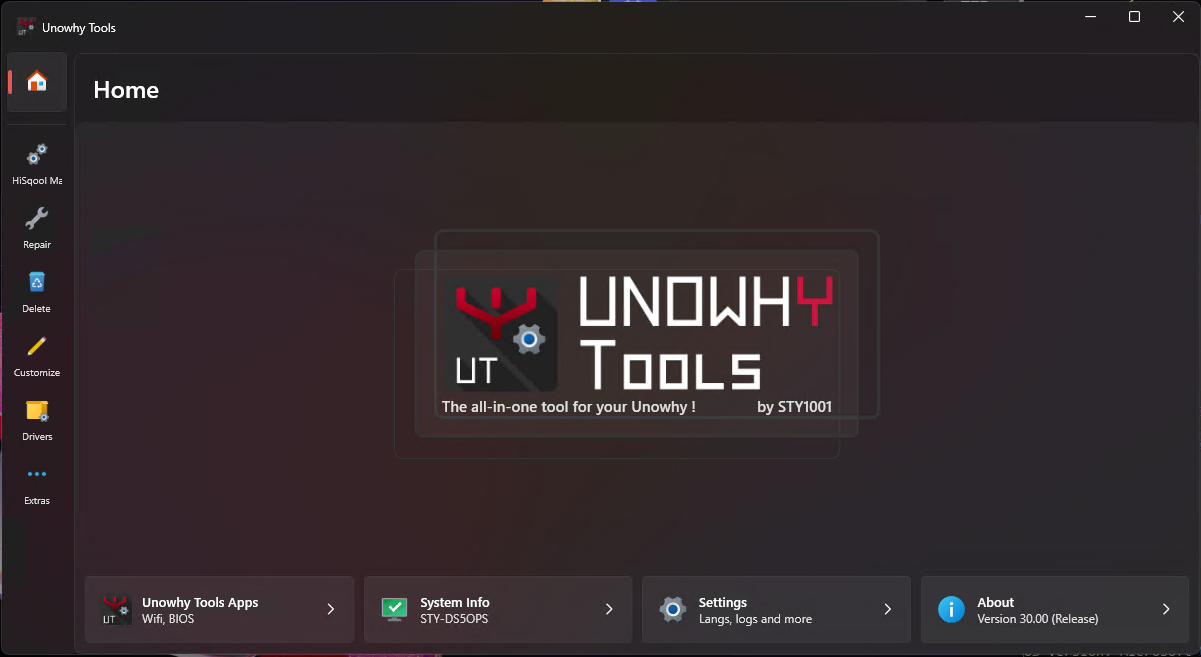 Unowhy Tools
Home
HiSqool Ma
Repair
Delete
Customize
Drivers
Extras
UT
UNOWHY
TOOLS
The all-in-one tool for your Unowhy !
by STY1001
UT
Unowhy Tools Apps
Wifi, BIOS
System Info
STY-DS5OPS
Settings
Langs, logs and more
About
Version 30.00 (Release)